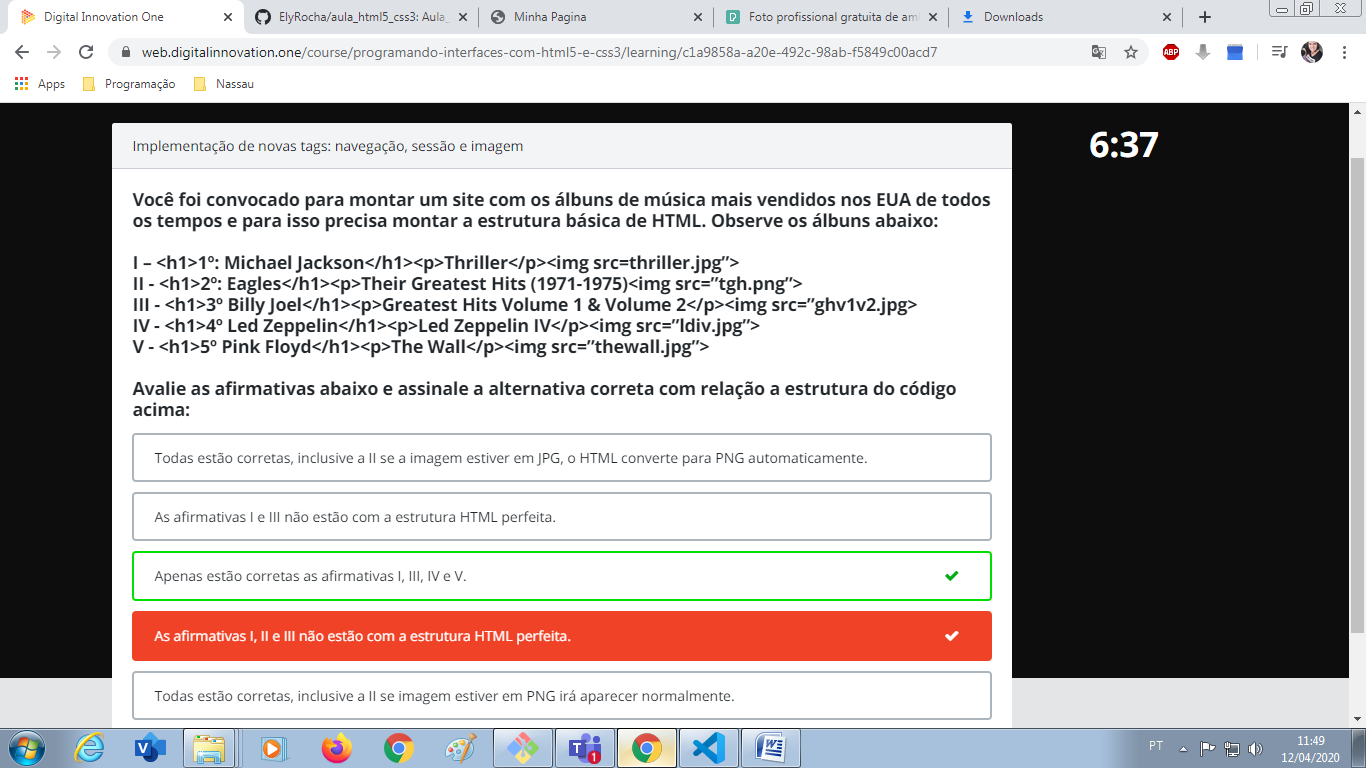 Digital Innovation One
ElyRocha/aula_html5_css3: Aula_
Minha Pagina
Foto profissional gratuita de aml
Downloads
web.digitalinnovation.one/course/programando-interfaces-com-html5-e-css3/learning/c1a9858a-a20e-492c-98ab-f5849c00acd7
ABP
Apps
Programação
Nassau
Implementação de novas tags: navegação, sessão e imagem
6:37
Você foi convocado para montar um site com os álbuns de música mais vendidos nos EUA de todos
os tempos e para isso precisa montar a estrutura básica de HTML. Observe os álbuns abaixo:
I – <h1>1º: Michael Jackson</h1><p>Thriller</p><img src=thriller.jpg”>
II - <h1>2º: Eagles</h1><p>Their Greatest Hits (1971-1975)<img src=”tgh.png”>
III - <h1>3º Billy Joel</h1><p>Greatest Hits Volume 1 & Volume 2</p><img src=”ghv1v2.jpg>
IV - <h1>4º Led Zeppelin</h1><p>Led Zeppelin IV</p><img src=”ldiv.jpg”>
V - <h1>5º Pink Floyd</h1><p>The Wall</p><img src=”thewall.jpg”>
Avalie as afirmativas abaixo e assinale a alternativa correta com relação a estrutura do código
acima:
Todas estão corretas, inclusive a II se a imagem estiver em JPG, o HTML converte para PNG automaticamente.
As afirmativas I e III não estão com a estrutura HTML perfeita.
Apenas estão corretas as afirmativas I, III, IV e V.
As afirmativas I, II e III não estão com a estrutura HTML perfeita.
Todas estão corretas, inclusive a II se imagem estiver em PNG irá aparecer normalmente.
PT
11:49
12/04/2020